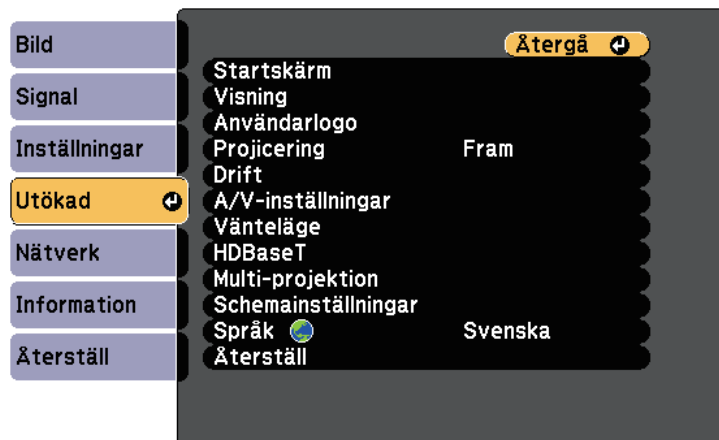 Bild
Signal
Inställningar
Utökad
Nätverk
Information
Återställ
Återgå
Startskärm
Visning
Användarlogo
Projicering Fram
Drift
A/V-inställningar
Vänteläge
HDBaseT
Multi-projektion
Schemainställningar
Språk Svenska
Återställ